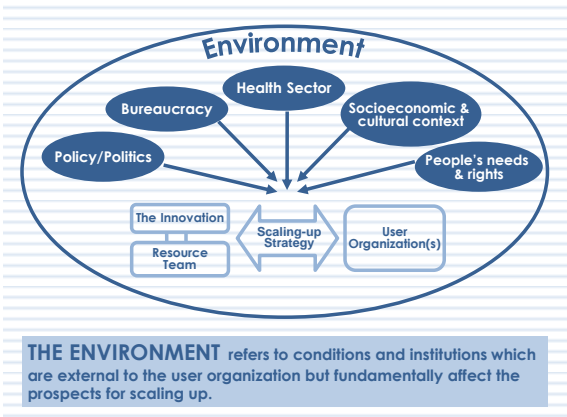 Environment
Health Sector
Bureaucracy
Socioeconomic &
cultural context
Policy/Politics
People's needs
& rights
The Innovation
Resource
Team
Scaling-up
Strategy
User
Organization(s)
THE ENVIRONMENT refers to conditions and institutions which
are external to the user organization but fundamentally affect the
prospects for scaling up.